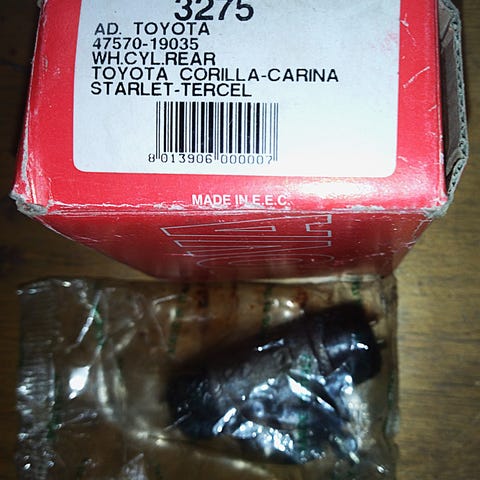 3275
AD. TOYOTA
47570-19035
WH.CYL.REAR
TOYOTA CORILLA-CARINA
STARLET-TERCEL
8 013906 000007
MADE IN E.E.C.